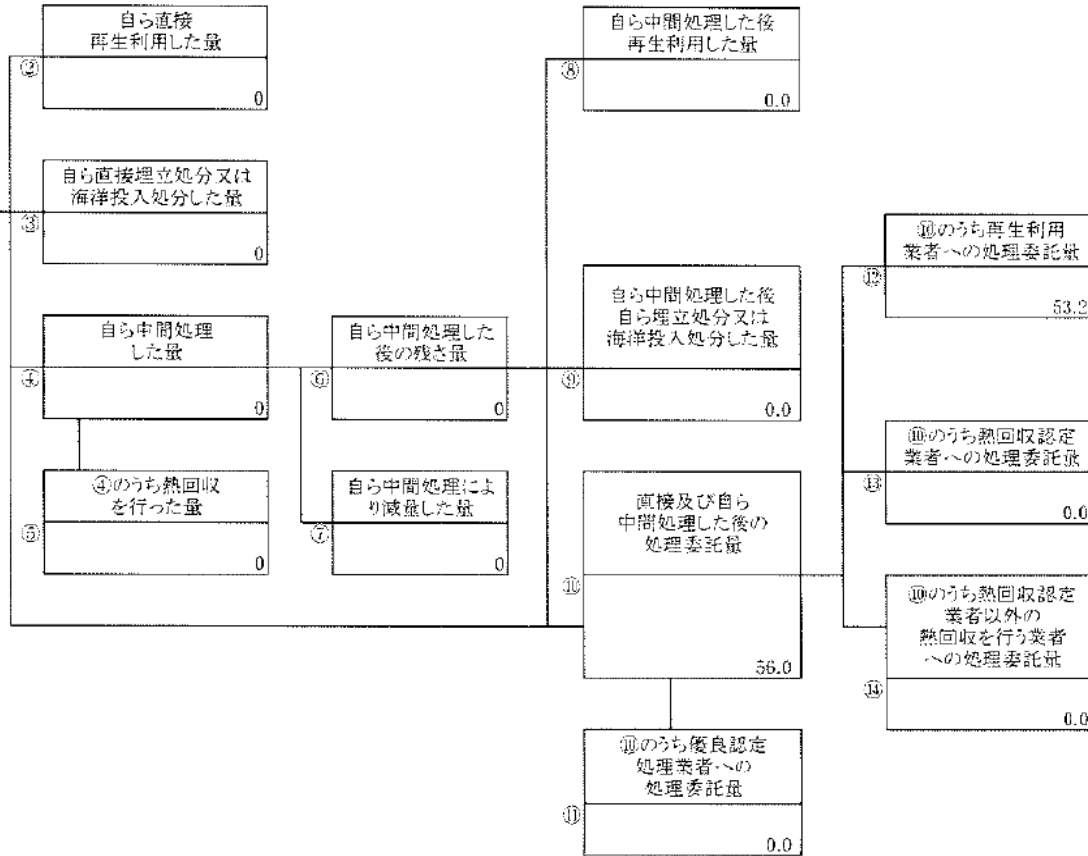 自ら直接
再生利用した量
②
0
自ら直接埋立処分又は
海洋投入処分した量
③
0
自ら中間処理
した量
④
0
④のうち熱回収
を行った量
⑤
0
自ら中間処理した
後の残さ量
⑥
0
自ら中間処理によ
り減量した量
⑦
0
自ら中間処理した後
再生利用した量
⑧
0.0
自ら中間処理した後
自ら埋立処分又は
海洋投入処分した量
⑨
0.0
直接及び自ら
中間処理した後の
処理委託量
⑩
56.0
⑩のうち優良認定
処理業者への
処理委託量
⑪
0.0
⑩のうち再生利用
業者への処理委託量
⑫
53.2
⑩のうち熱回収認定
業者への処理委託量
⑬
0.0
⑩のうち熱回収認定
業者以外の
熱回収を行う業者
への処理委託量
⑭
0.0